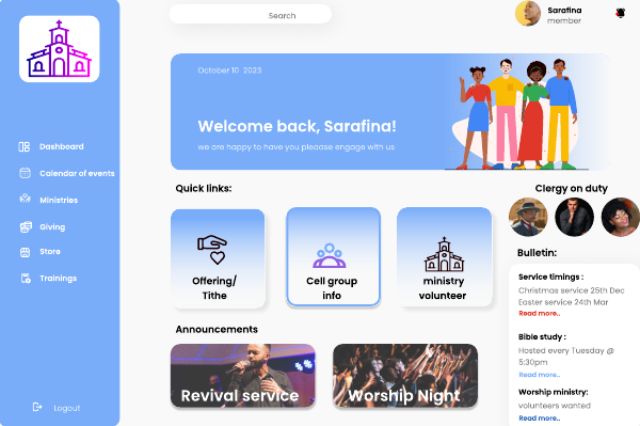 Search
Sarafina
member
October 10 2023
Welcome back, Sarafina!
we are happy to have you pleaase engage with us
Dashboard
Calendar of events
Ministries
Giving
Store
Trainings
Logout
Quick links:
Offering/
Tithe
Cell group
info
ministry
volunteer
Announcements
Revival service
Worship Night
Clergy on duty
Bulletin:
Service timings :
Christmas service 25th Dec
Easter service 24th Mar
Read more..
Bible study :
Hosted every Tuesday @
5:30pm
Read more..
Worship ministry:
volunteers wanted
Read more..